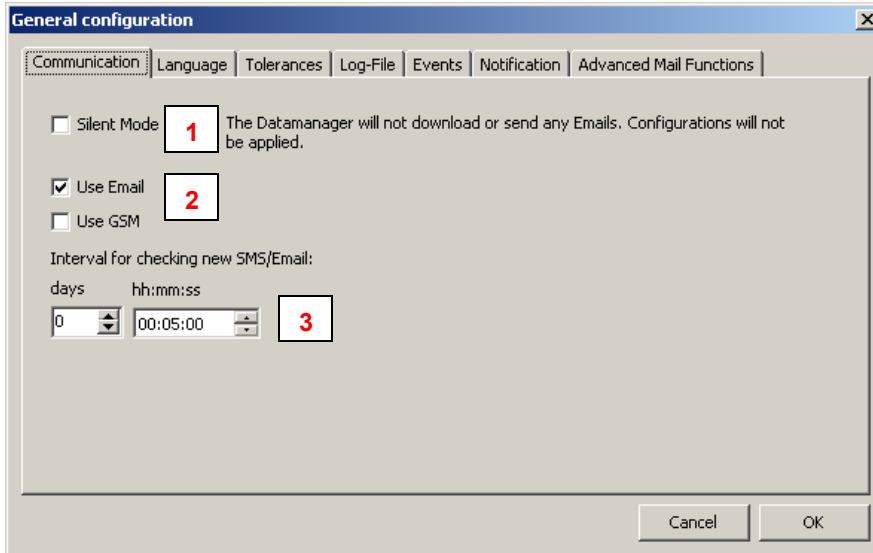 General configuration
Communication Language Tolerances Log-File Events Notification Advanced Mail Functions
Silent Mode 1 The Datamanager will not download or send any Emails. Configurations will not
be applied.
Use Email
2
Use GSM
Interval for checking new SMS/Email:
days hh:mm:ss
0 00:05:00 3
Cancel OK